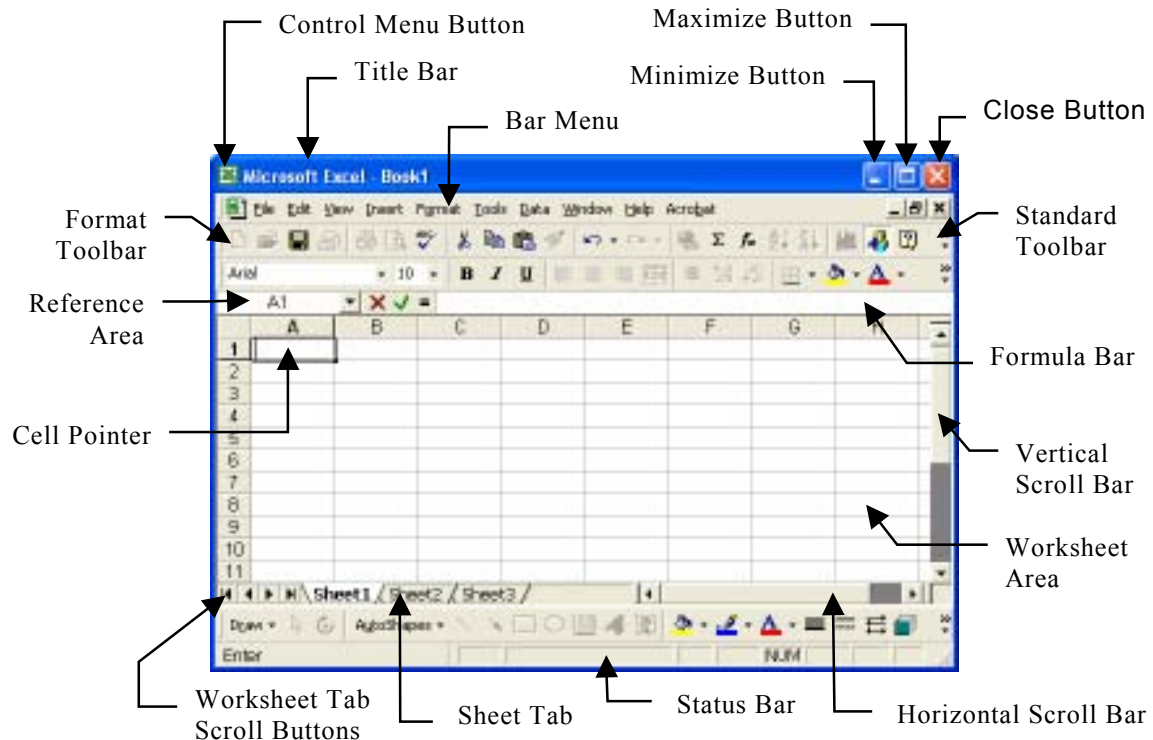 Control Menu Button
Maximize Button
Title Bar
Minimize Button
Bar Menu
Close Button
Microsoft Excel - Book1
File Edit View Insert Format Tools Data Window Help Acrobat
Format
Toolbar
Standard
Toolbar
Arial 10 B I U
Reference
Area
A1 =
A B C D E F G H
1
2
3
4
5
6
7
8
9
10
11
Formula Bar
Cell Pointer
Vertical
Scroll Bar
Worksheet
Area
Sheet1 Sheet2 Sheet3
Draw AutoShapes
Enter NUM
Worksheet Tab
Scroll Buttons
Sheet Tab
Status Bar
Horizontal Scroll Bar